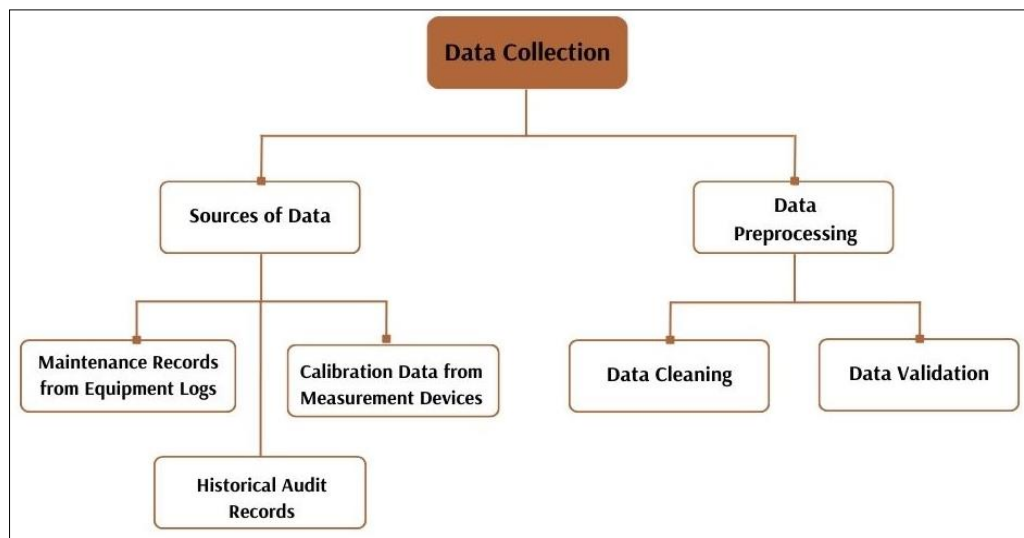 Data Collection
Sources of Data
Data
Preprocessing
Maintenance Records
from Equipment Logs
Calibration Data from
Measurement Devices
Data Cleaning
Data Validation
Historical Audit
Records